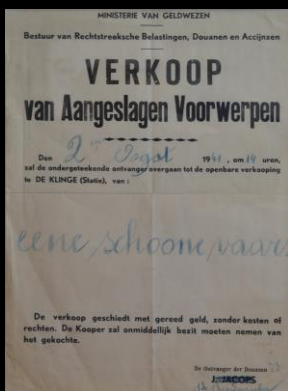 MINISTERIE VAN GELDWEZEN
Bestuur van Rechtstreeksche Belastingen, Douanen en Accijnzen
VERKOOP
van Aangeslagen Voorwerpen
Den 2en Oogst 1941, om 14 uren,
zal de ondergeteekende ontvanger overgaan tot de openbare verkooping
te DE KLINGE (Statie), van :
eene schoone vaars
De verkoop geschiedt met gereed geld, zonder kosten of
rechten. De Kooper zal onmiddellijk bezit moeten nemen van
het gekochte.
De Ontvanger der Douanen
J. JACOPS